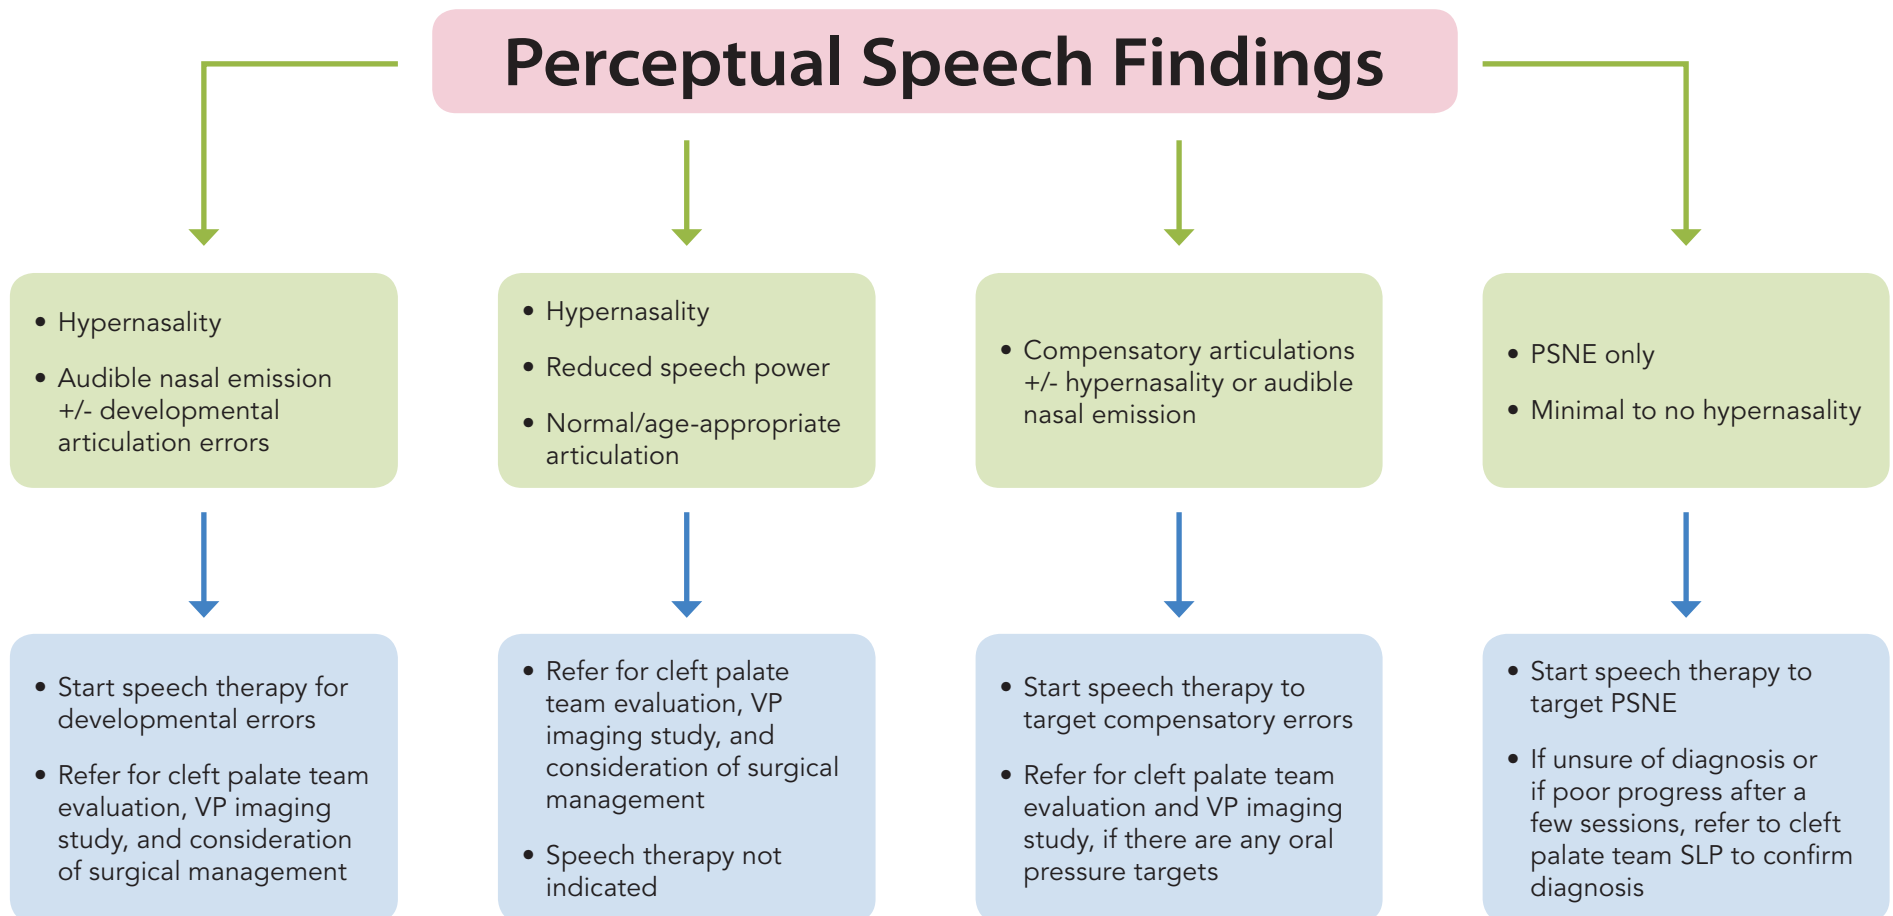 Perceptual Speech Findings
• Hypernasality
• Audible nasal emission
+/- developmental
articulation errors
• Hypernasality
• Reduced speech power
• Normal/age-appropriate
articulation
• Compensatory articulations
+/- hypernasality or audible
nasal emission
• PSNE only
• Minimal to no hypernasality
• Start speech therapy for
developmental errors
• Refer for cleft palate team
evaluation, VP imaging
study, and consideration
of surgical management
• Refer for cleft palate
team evaluation, VP
imaging study, and
consideration of surgical
management
• Speech therapy not
indicated
• Start speech therapy to
target compensatory errors
• Refer for cleft palate team
evaluation and VP imaging
study, if there are any oral
pressure targets
• Start speech therapy to
target PSNE
• If unsure of diagnosis or
if poor progress after a
few sessions, refer to cleft
palate team SLP to confirm
diagnosis